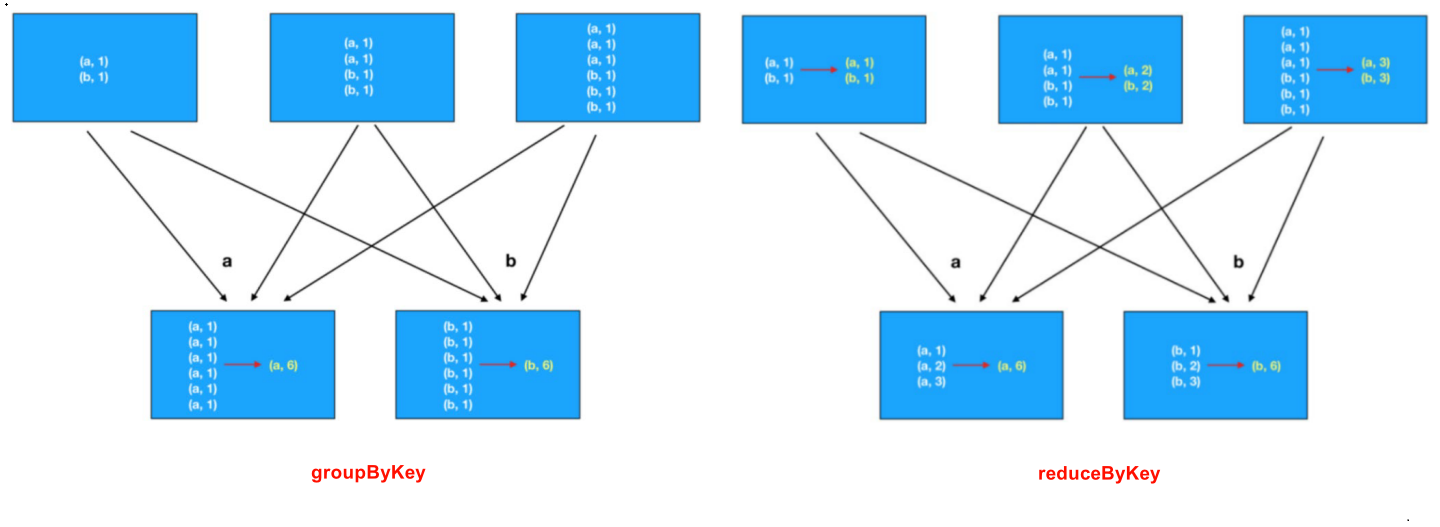 (a, 1)
(b, 1)
(a, 1)
(a, 1)
(b, 1)
(b, 1)
(a, 1)
(a, 1)
(a, 1)
(b, 1)
(b, 1)
(b, 1)
a
b
(a, 1)
(a, 1)
(a, 1)
(a, 1)
(a, 1)
(a, 1)
(a, 6)
(b, 1)
(b, 1)
(b, 1)
(b, 1)
(b, 1)
(b, 1)
(b, 6)
groupByKey
(a, 1)
(b, 1)
(a, 1)
(b, 1)
(a, 1)
(a, 1)
(b, 1)
(b, 1)
(a, 2)
(b, 2)
(a, 1)
(a, 1)
(a, 1)
(b, 1)
(b, 1)
(b, 1)
(a, 3)
(b, 3)
a
b
(a, 1)
(a, 2)
(a, 3)
(a, 6)
(b, 1)
(b, 2)
(b, 3)
(b, 6)
reduceByKey